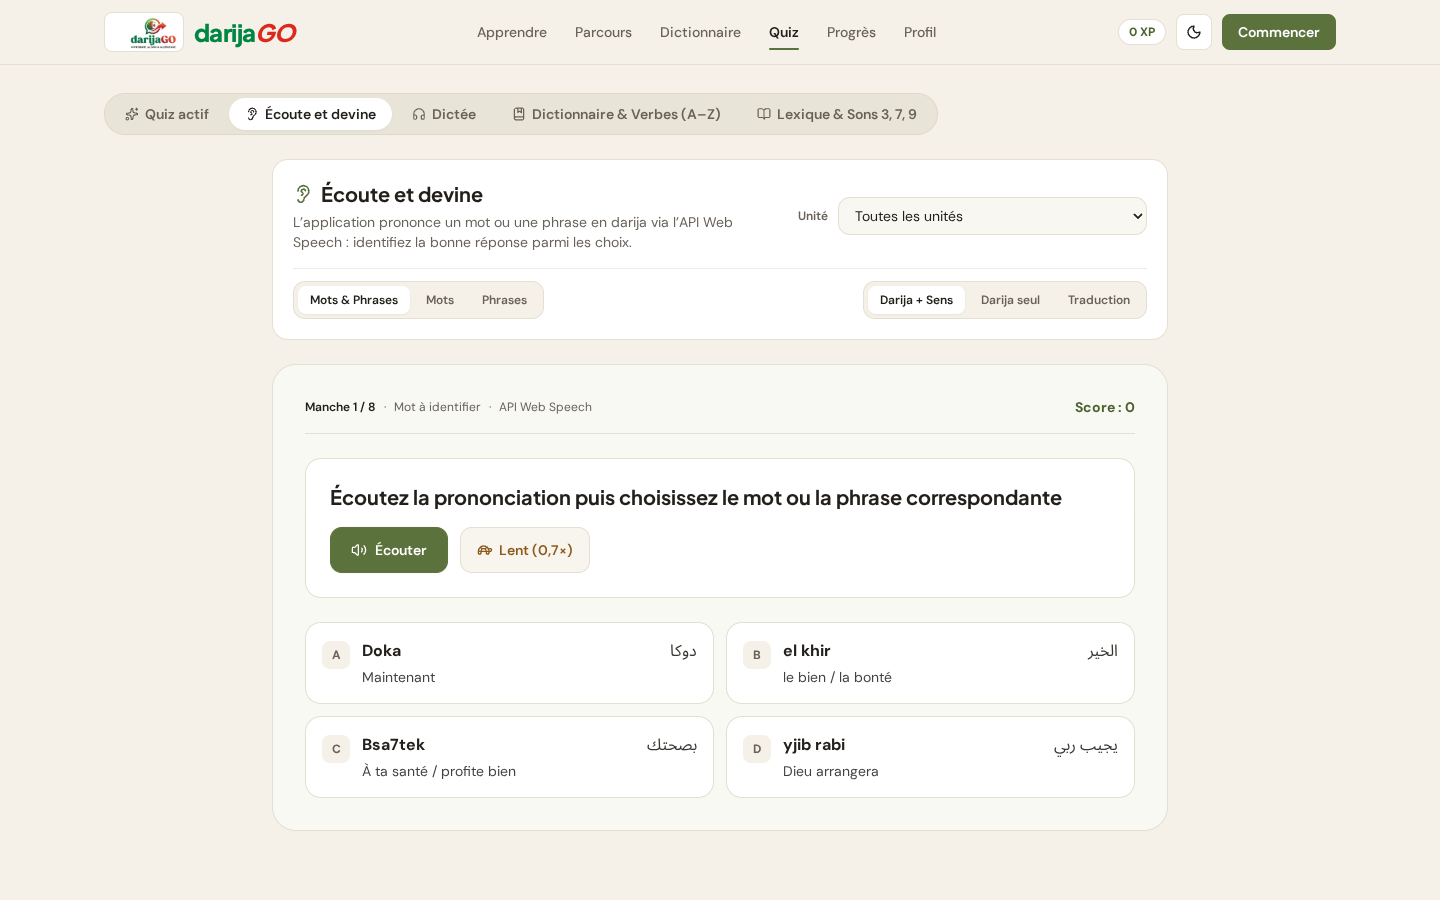 darijaGO
darijaGO
Apprendre
Parcours
Dictionnaire
Quiz
Progrès
Profil
0 XP
Commencer
Quiz actif
Écoute et devine
Dictée
Dictionnaire & Verbes (A–Z)
Lexique & Sons 3, 7, 9
Écoute et devine
L’application prononce un mot ou une phrase en darija via l’API Web
Speech : identifiez la bonne réponse parmi les choix.
Unité
Toutes les unités
Mots & Phrases
Mots
Phrases
Darija + Sens
Darija seul
Traduction
Manche 1 / 8 · Mot à identifier · API Web Speech
Score : 0
Écoutez la prononciation puis choisissez le mot ou la phrase correspondante
Écouter
Lent (0,7×)
A
Doka
دوكا
Maintenant
B
el khir
الخير
le bien / la bonté
C
Bsa7tek
بصحتك
À ta santé / profite bien
D
yjib rabi
يجيب ربي
Dieu arrangera